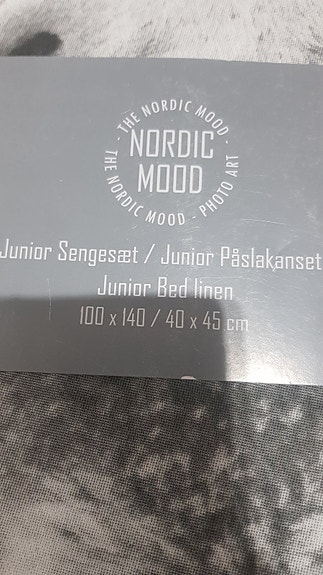 - THE NORDIC MOOD -
NORDIC
MOOD
THE NORDIC MOOD - PHOTO ART
Junior Sengesæt / Junior Påslakanset
Junior Bed linen
100 x 140 / 40 x 45 cm